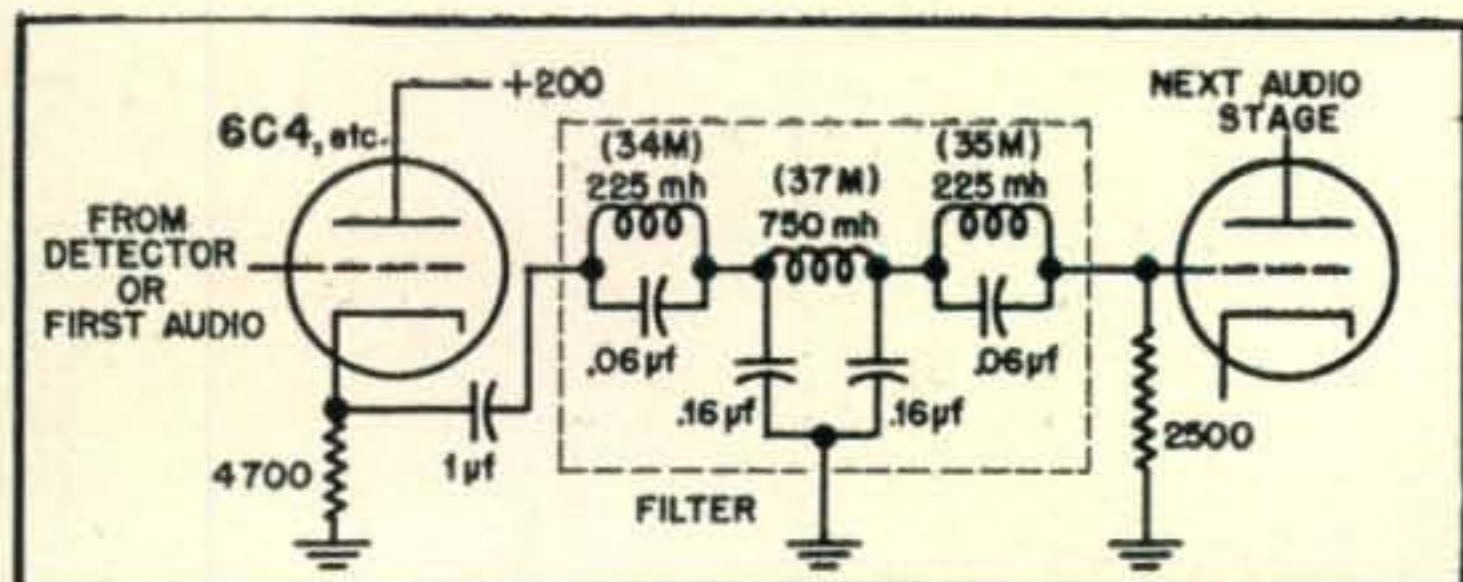 +200
6C4, etc.
FROM
DETECTOR
OR
FIRST AUDIO
4700
1µf
(34M)
225 mh
.06µf
(37M)
750 mh
(35M)
225 mh
.06µf
.16µf
.16µf
FILTER
NEXT AUDIO
STAGE
2500